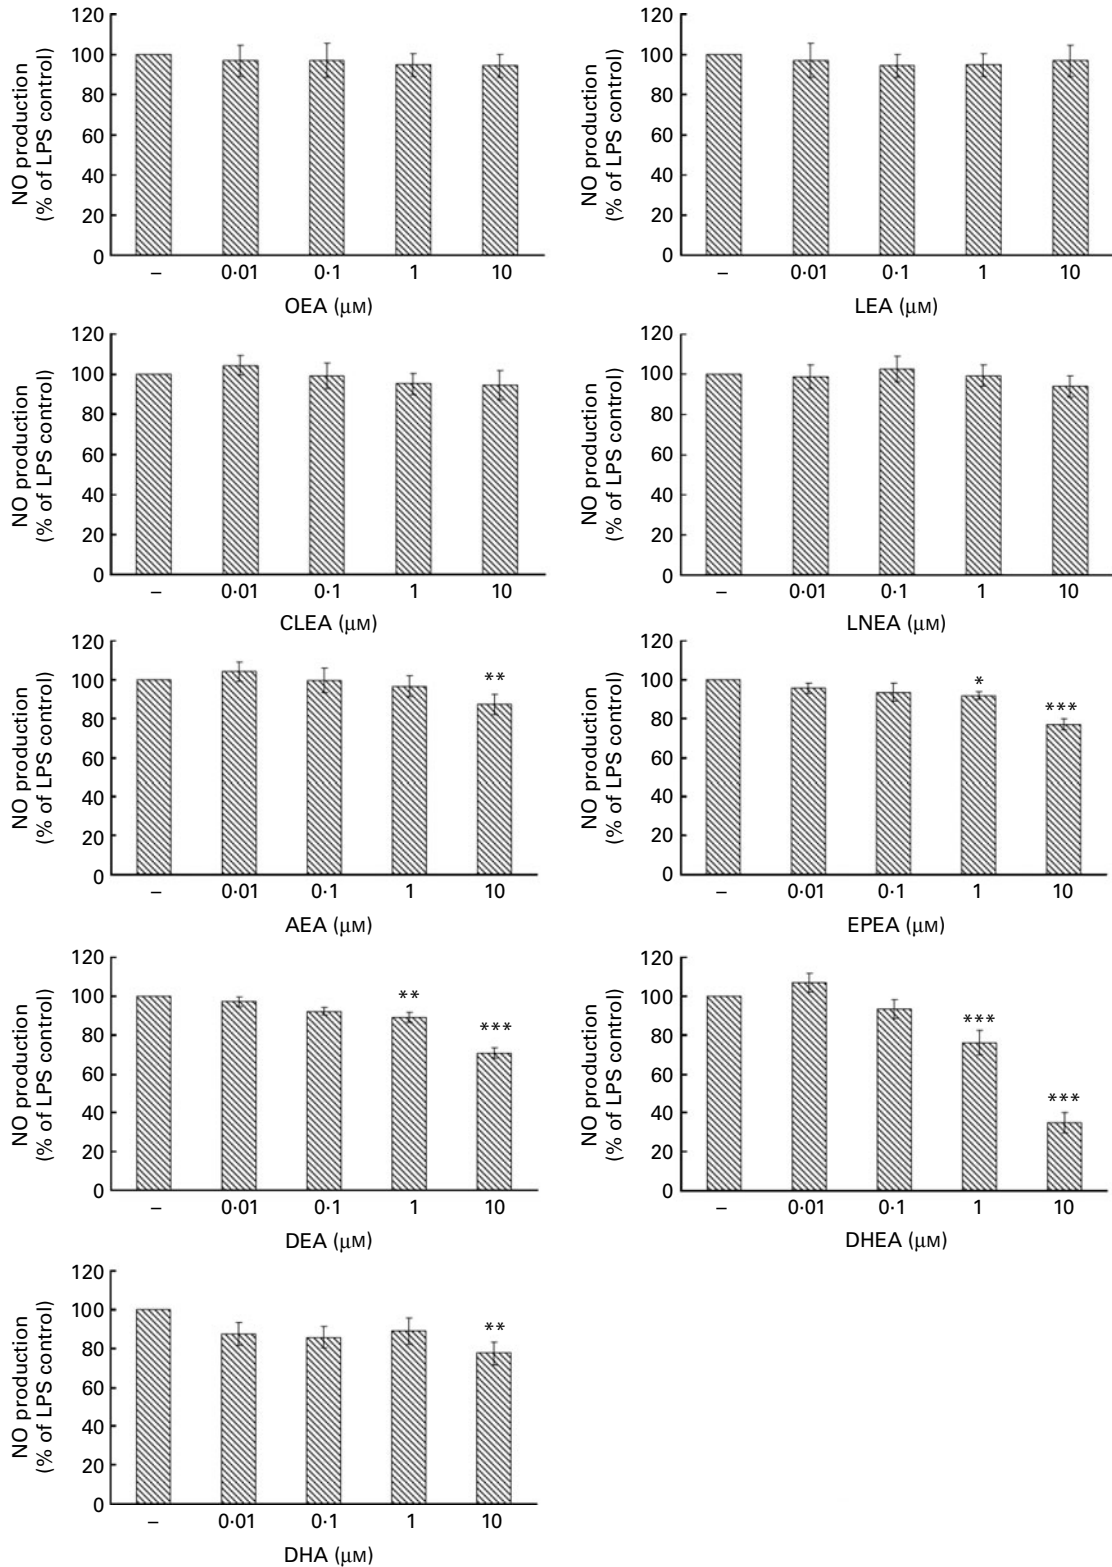 NO production
(% of LPS control)
120
100
80
60
40
20
0
– 0·01 0·1 1 10
OEA (μM)
NO production
(% of LPS control)
120
100
80
60
40
20
0
– 0·01 0·1 1 10
LEA (μM)
NO production
(% of LPS control)
120
100
80
60
40
20
0
– 0·01 0·1 1 10
CLEA (μM)
NO production
(% of LPS control)
120
100
80
60
40
20
0
– 0·01 0·1 1 10
LNEA (μM)
NO production
(% of LPS control)
120
100
80
60
40
20
0
**
– 0·01 0·1 1 10
AEA (μM)
NO production
(% of LPS control)
120
100
80
60
40
20
0
*
***
– 0·01 0·1 1 10
EPEA (μM)
NO production
(% of LPS control)
120
100
80
60
40
20
0
**
***
– 0·01 0·1 1 10
DEA (μM)
NO production
(% of LPS control)
120
100
80
60
40
20
0
***
***
– 0·01 0·1 1 10
DHEA (μM)
NO production
(% of LPS control)
120
100
80
60
40
20
0
**
– 0·01 0·1 1 10
DHA (μM)